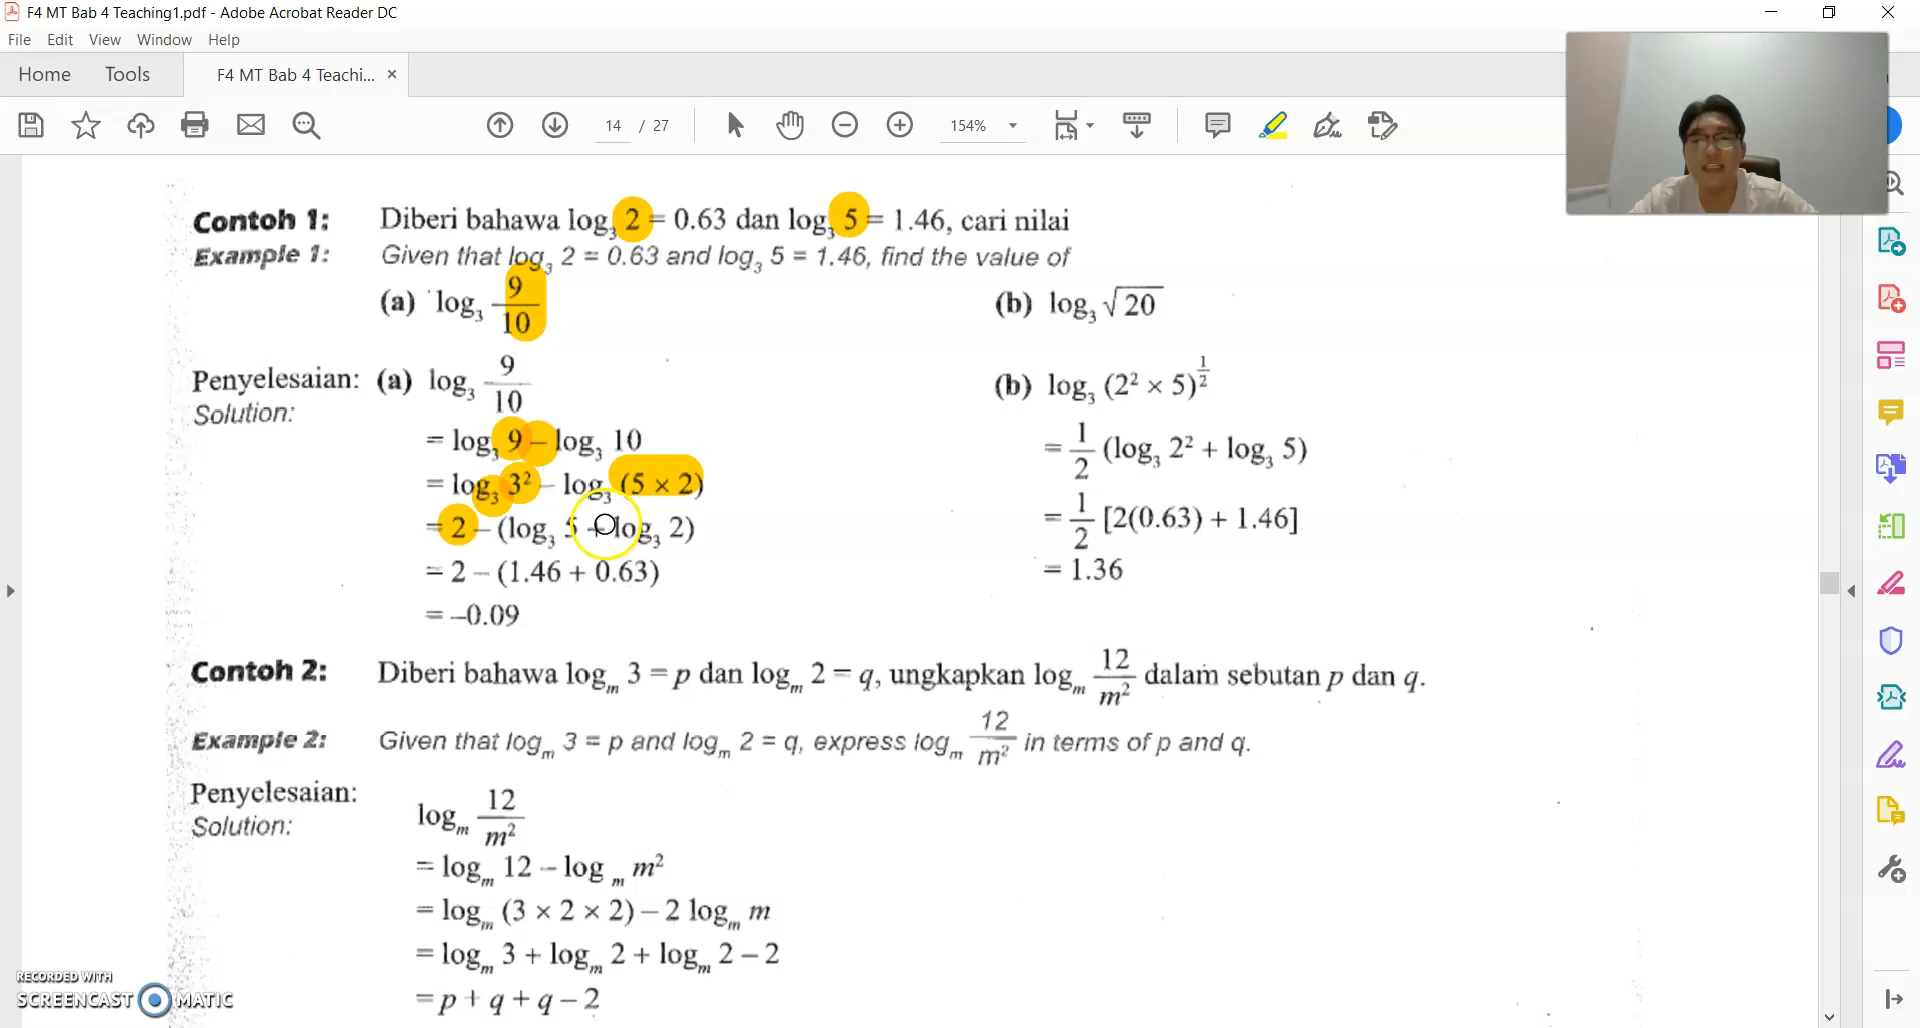 F4 MT Bab 4 Teaching1.pdf - Adobe Acrobat Reader DC
File Edit View Window Help
Home Tools F4 MT Bab 4 Teachi... ×
14 / 27 154%
Contoh 1: Diberi bahawa log₃ 2 = 0.63 dan log₃ 5 = 1.46, cari nilai
Example 1: Given that log₃ 2 = 0.63 and log₃ 5 = 1.46, find the value of
(a) log₃ 9/10 (b) log₃ √20
Penyelesaian: (a) log₃ 9/10 (b) log₃ (2² × 5)^(1/2)
Solution:
= log₃ 9 – log₃ 10 = 1/2 (log₃ 2² + log₃ 5)
= log₃ 3² – log₃ (5 × 2)
= 2 – (log₃ 5 + log₃ 2) = 1/2 [2(0.63) + 1.46]
= 2 – (1.46 + 0.63) = 1.36
= –0.09
Contoh 2: Diberi bahawa logₘ 3 = p dan logₘ 2 = q, ungkapkan logₘ 12/m² dalam sebutan p dan q.
Example 2: Given that logₘ 3 = p and logₘ 2 = q, express logₘ 12/m² in terms of p and q.
Penyelesaian:
Solution:
logₘ 12/m²
= logₘ 12 – logₘ m²
= logₘ (3 × 2 × 2) – 2 logₘ m
= logₘ 3 + logₘ 2 + logₘ 2 – 2
= p + q + q – 2
RECORDED WITH
SCREENCAST MATIC